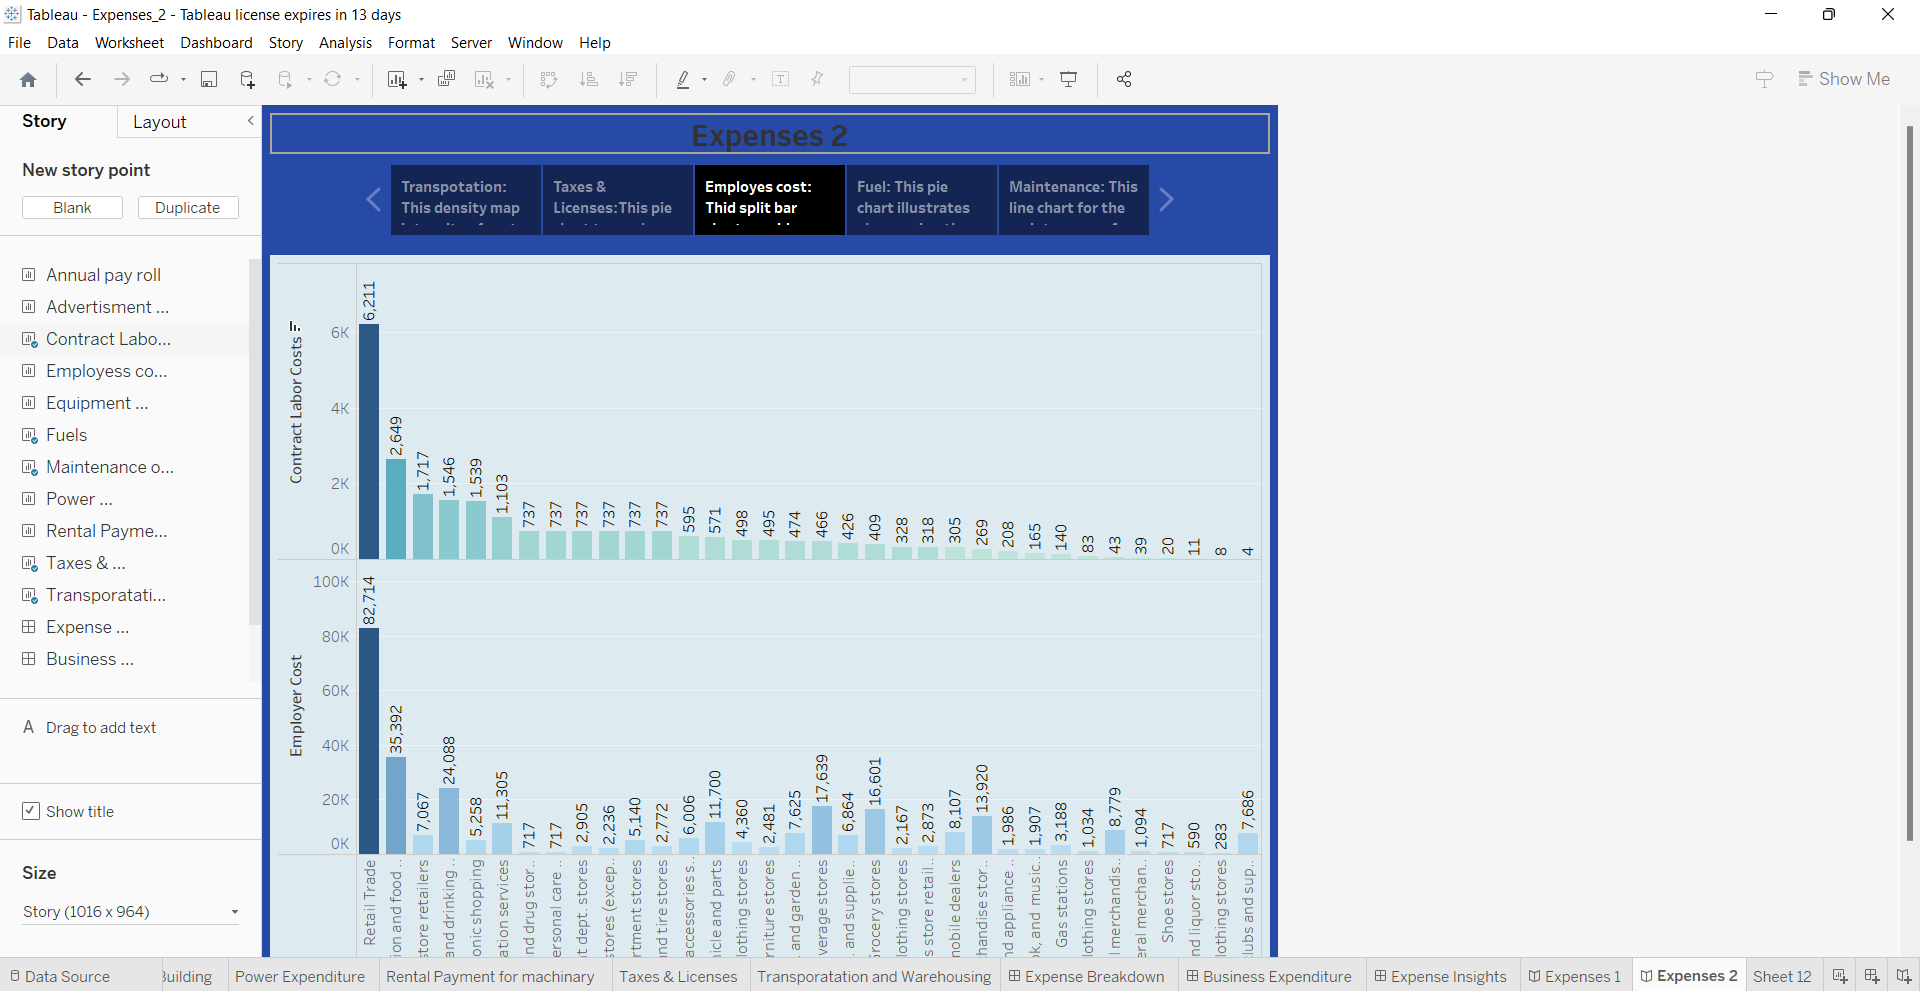 Tableau - Expenses_2 - Tableau license expires in 13 days
File Data Worksheet Dashboard Story Analysis Format Server Window Help
Show Me
Story
Layout
New story point
Blank
Duplicate
Annual pay roll
Advertisment ...
Contract Labo...
Employess co...
Equipment ...
Fuels
Maintenance o...
Power ...
Rental Payme...
Taxes & ...
Transporatati...
Expense ...
Business ...
A Drag to add text
Show title
Size
Story (1016 x 964)
Expenses 2
Transpotation:
This density map
Taxes &
Licenses:This pie
Employes cost:
Thid split bar
Fuel: This pie
chart illustrates
Maintenance: This
line chart for the
Contract Labor Costs
6K
4K
2K
0K
6,211
2,649
1,717
1,546
1,539
1,103
737
737
737
737
737
737
595
571
498
495
474
466
426
409
328
318
305
269
208
165
140
83
43
39
20
11
8
4
Employer Cost
100K
80K
60K
40K
20K
0K
82,714
35,392
7,067
24,088
5,258
11,305
717
717
2,905
2,236
5,140
2,772
6,006
11,700
4,360
2,481
7,625
17,639
6,864
16,601
2,167
2,873
8,107
13,920
1,986
1,907
3,188
1,034
8,779
1,094
717
590
283
7,686
Retail Trade
ion and food ..
store retailers
and drinking ..
onic shopping
ation services
nd drug stor..
ersonal care ..
t dept. stores
stores (excep..
rtment stores
nd tire stores
accessories s..
icle and parts
lothing stores
rniture stores
. and garden ..
verage stores
. and supplie..
Grocery stores
lothing stores
s store retail..
mobile dealers
handise stor..
nd appliance ..
ok, and music..
Gas stations
lothing stores
l merchandis..
eral merchan..
Shoe stores
nd liquor sto..
lothing stores
lubs and sup..
Data Source
Building
Power Expenditure
Rental Payment for machinary
Taxes & Licenses
Transporatation and Warehousing
Expense Breakdown
Business Expenditure
Expense Insights
Expenses 1
Expenses 2
Sheet 12